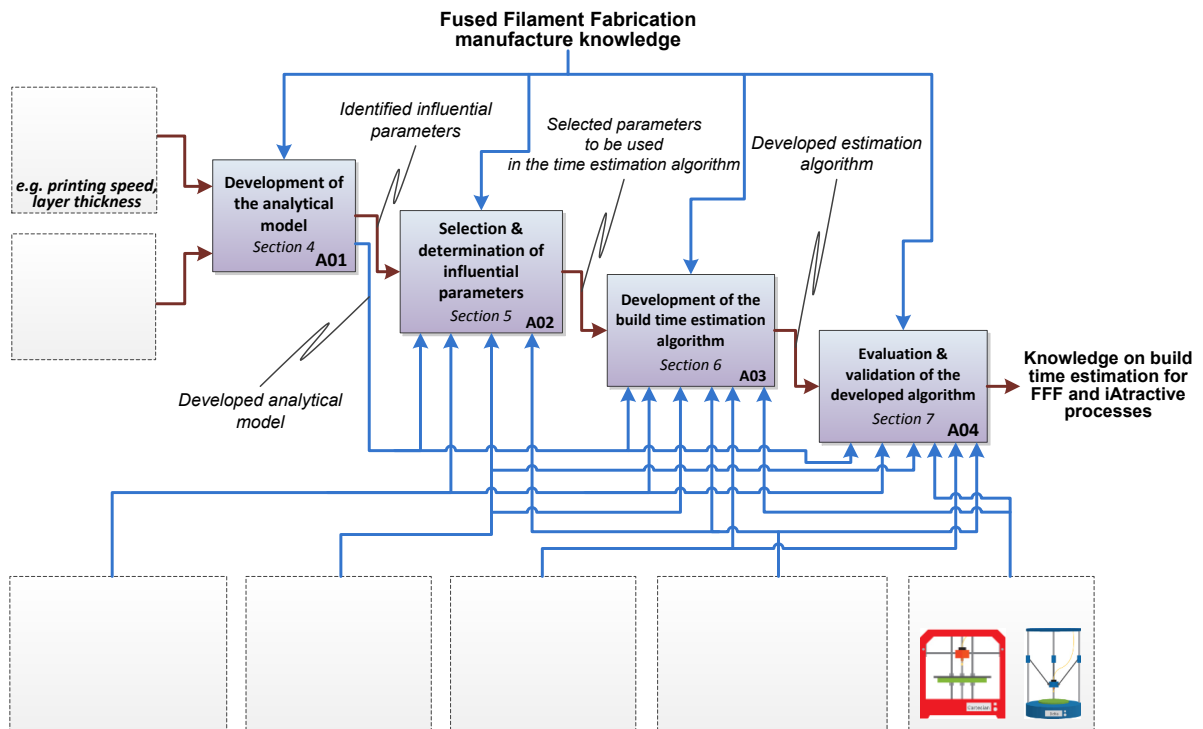 Fused Filament Fabrication
manufacture knowledge
Identified influential
parameters
Selected parameters
to be used
in the time estimation algorithm
Developed estimation
algorithm
e.g. printing speed,
layer thickness
Development of
the analytical
model
Section 4
A01
Selection &
determination of
influential
parameters
Section 5
A02
Development of the
build time estimation
algorithm
Section 6
A03
Evaluation &
validation of the
developed algorithm
Section 7
A04
Knowledge on build
time estimation for
FFF and iAtractive
processes
Developed analytical
model
Cartesian